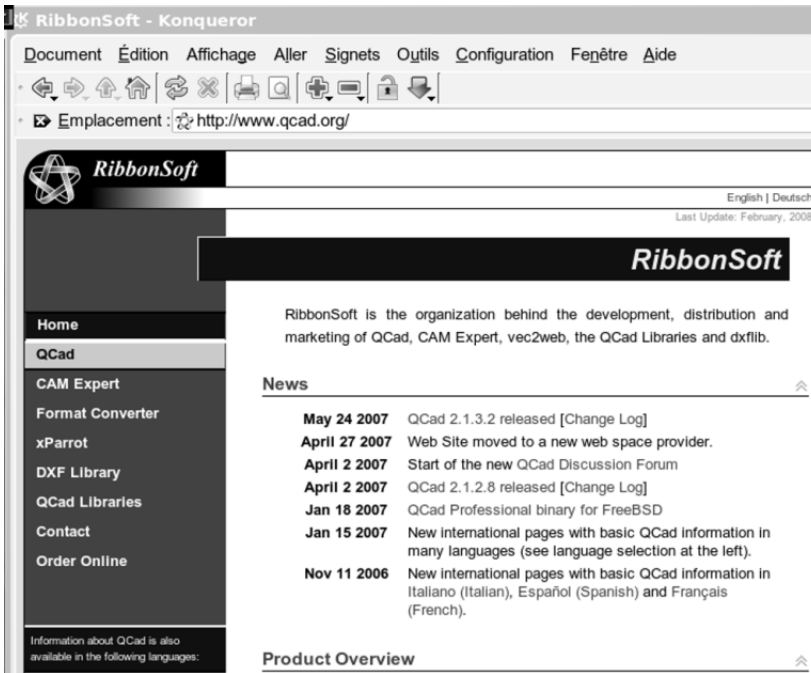 RibbonSoft - Konqueror
Document Édition Affichage Aller Signets Outils Configuration Fenêtre Aide
Emplacement : http://www.qcad.org/
RibbonSoft
English | Deutsch
Last Update: February, 2008
RibbonSoft
RibbonSoft is the organization behind the development, distribution and
marketing of QCad, CAM Expert, vec2web, the QCad Libraries and dxflib.
Home
QCad
CAM Expert
Format Converter
xParrot
DXF Library
QCad Libraries
Contact
Order Online
Information about QCad is also
available in the following languages:
News
May 24 2007 QCad 2.1.3.2 released [Change Log]
April 27 2007 Web Site moved to a new web space provider.
April 2 2007 Start of the new QCad Discussion Forum
April 2 2007 QCad 2.1.2.8 released [Change Log]
Jan 18 2007 QCad Professional binary for FreeBSD
Jan 15 2007 New international pages with basic QCad information in
many languages (see language selection at the left).
Nov 11 2006 New international pages with basic QCad information in
Italiano (Italian), Español (Spanish) and Français
(French).
Product Overview